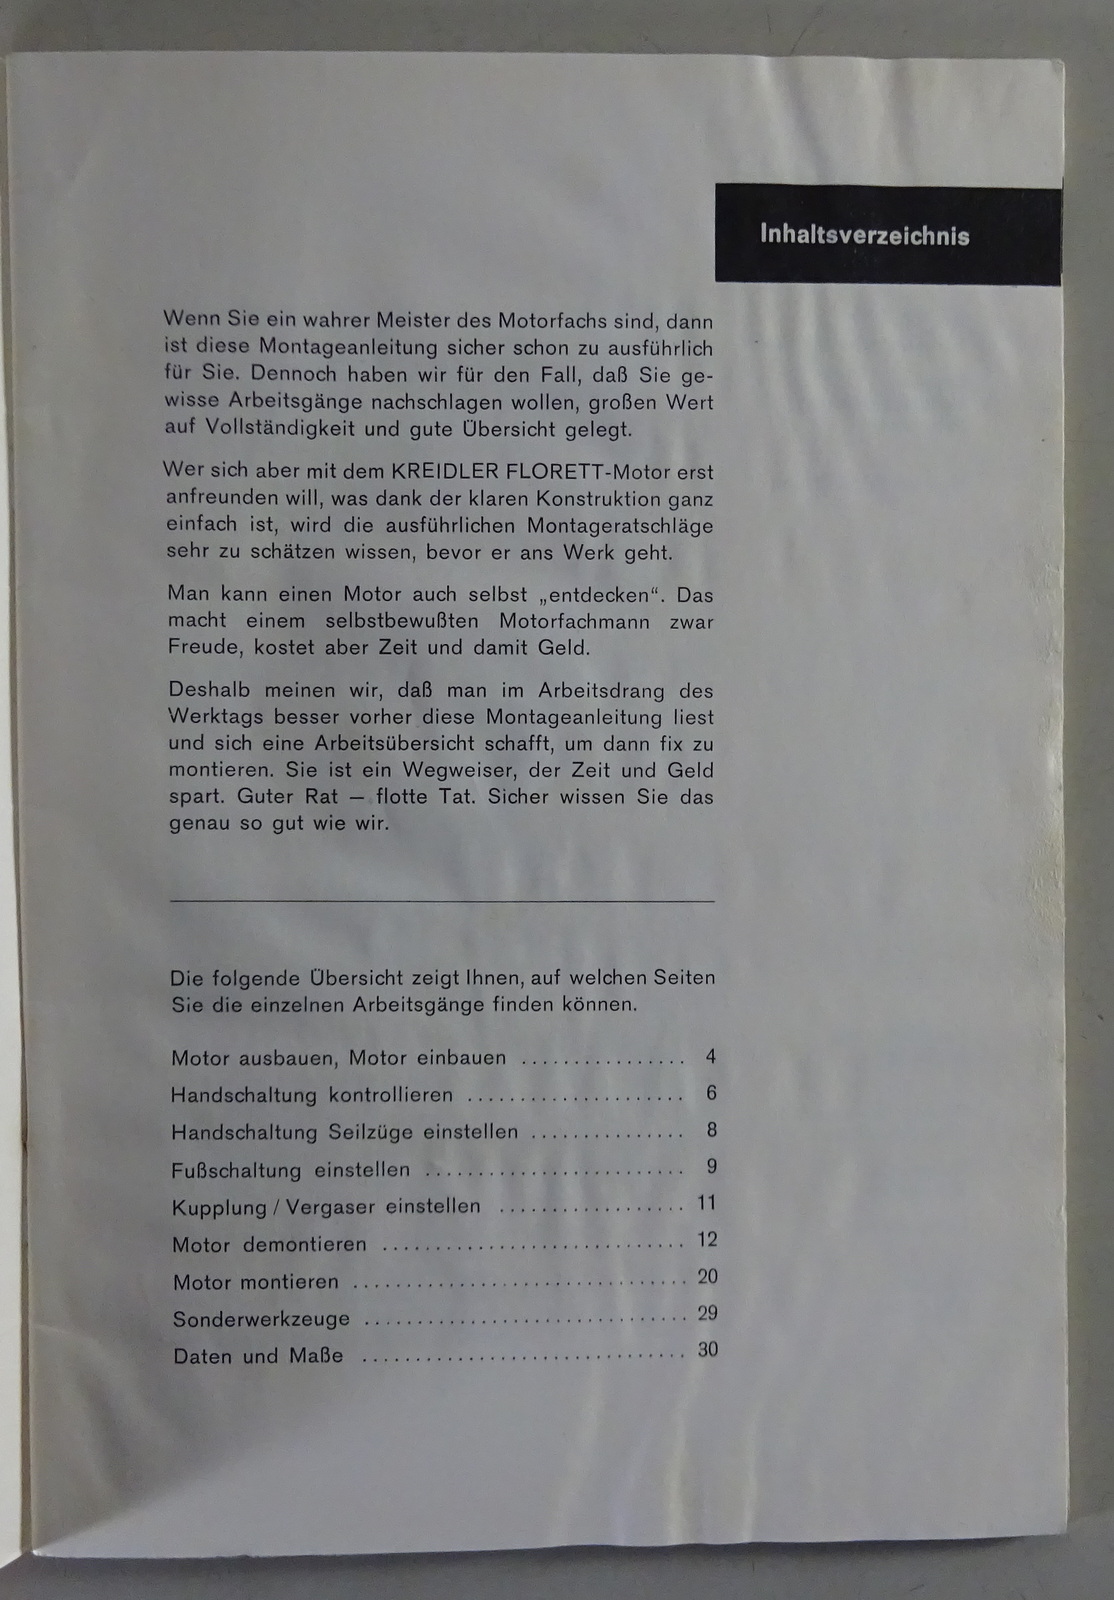 Inhaltsverzeichnis
Wenn Sie ein wahrer Meister des Motorfachs sind, dann
ist diese Montageanleitung sicher schon zu ausführlich
für Sie. Dennoch haben wir für den Fall, daß Sie ge-
wisse Arbeitsgänge nachschlagen wollen, großen Wert
auf Vollständigkeit und gute Übersicht gelegt.
Wer sich aber mit dem KREIDLER FLORETT-Motor erst
anfreunden will, was dank der klaren Konstruktion ganz
einfach ist, wird die ausführlichen Montageratschläge
sehr zu schätzen wissen, bevor er ans Werk geht.
Man kann einen Motor auch selbst „entdecken“. Das
macht einem selbstbewußten Motorfachmann zwar
Freude, kostet aber Zeit und damit Geld.
Deshalb meinen wir, daß man im Arbeitsdrang des
Werktags besser vorher diese Montageanleitung liest
und sich eine Arbeitsübersicht schafft, um dann fix zu
montieren. Sie ist ein Wegweiser, der Zeit und Geld
spart. Guter Rat — flotte Tat. Sicher wissen Sie das
genau so gut wie wir.
Die folgende Übersicht zeigt Ihnen, auf welchen Seiten
Sie die einzelnen Arbeitsgänge finden können.
Motor ausbauen, Motor einbauen ................ 4
Handschaltung kontrollieren ..................... 6
Handschaltung Seilzüge einstellen ............... 8
Fußschaltung einstellen ......................... 9
Kupplung / Vergaser einstellen .................. 11
Motor demontieren ............................. 12
Motor montieren ................................ 20
Sonderwerkzeuge ............................... 29
Daten und Maße ............................... 30